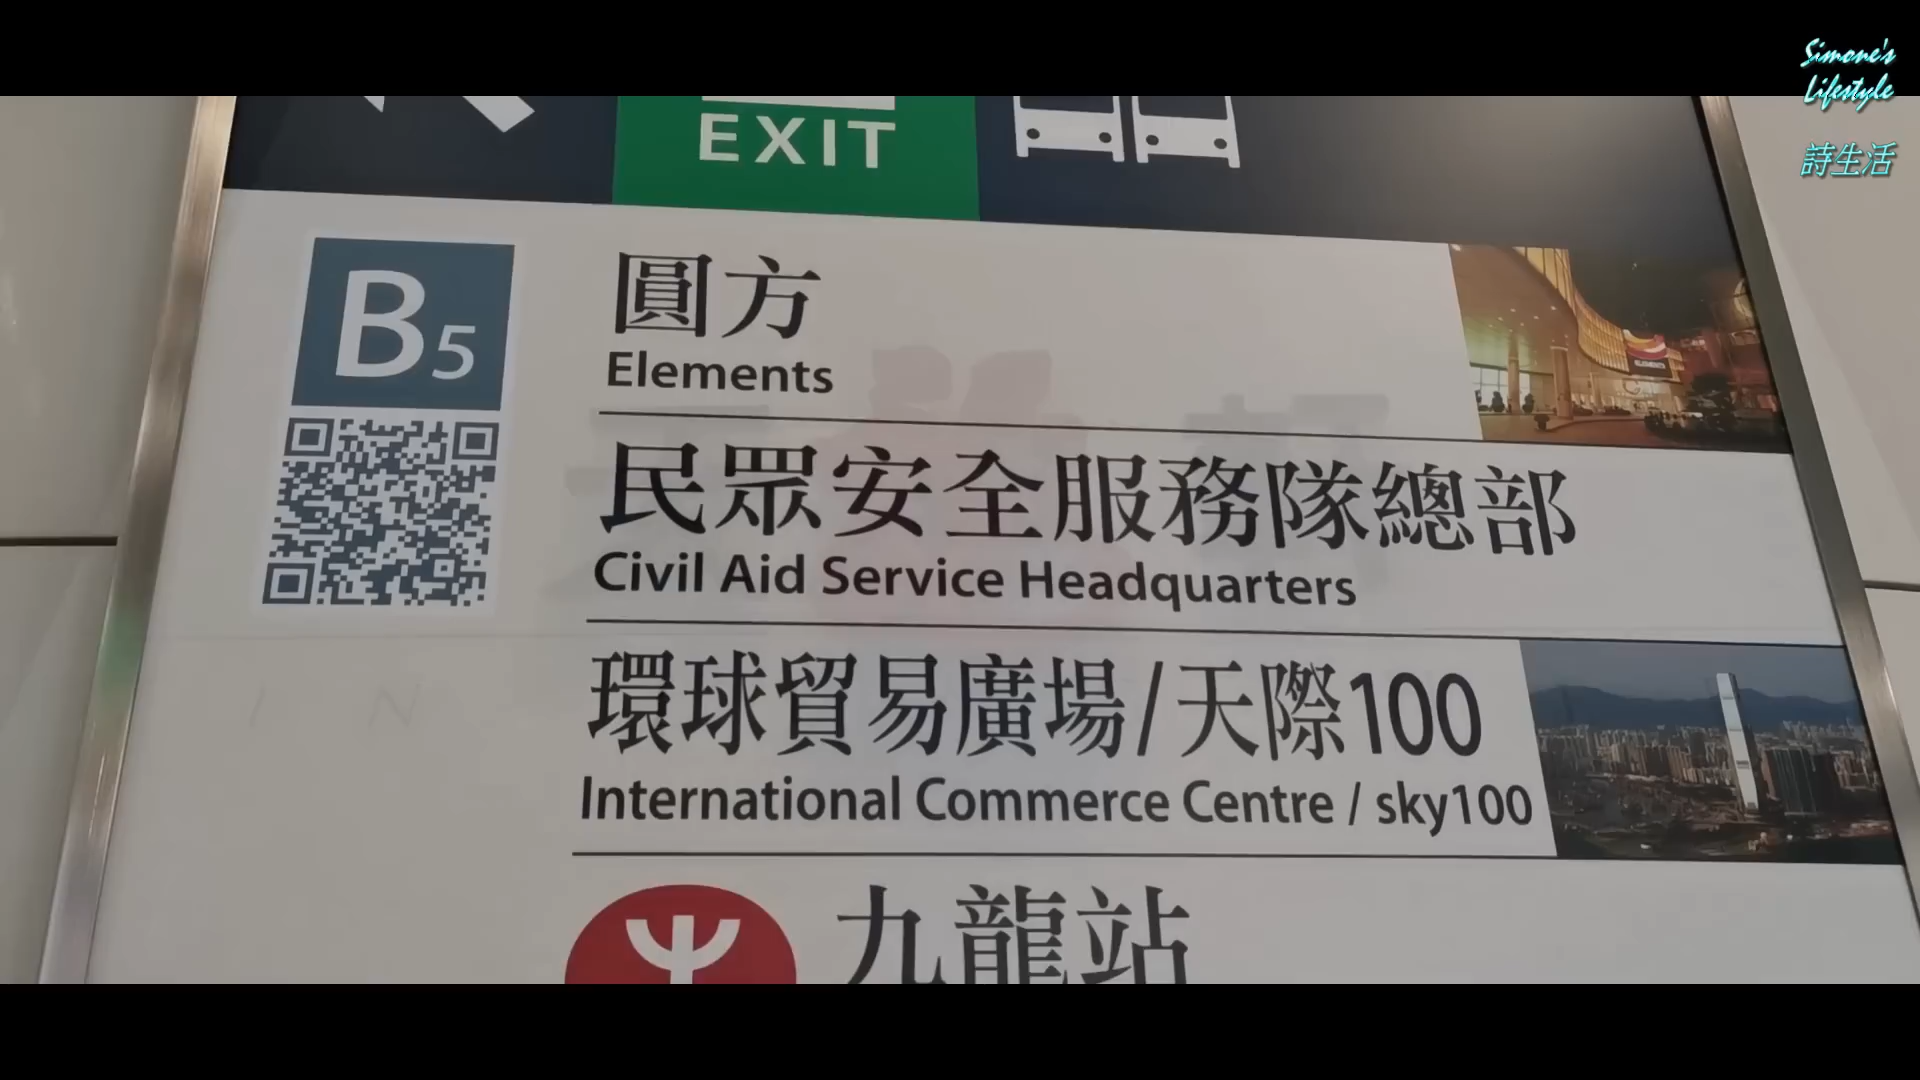 Simone's
Lifestyle
詩生活
EXIT
B5
圓方
Elements
民眾安全服務隊總部
Civil Aid Service Headquarters
環球貿易廣場/天際100
International Commerce Centre / sky100
九龍站